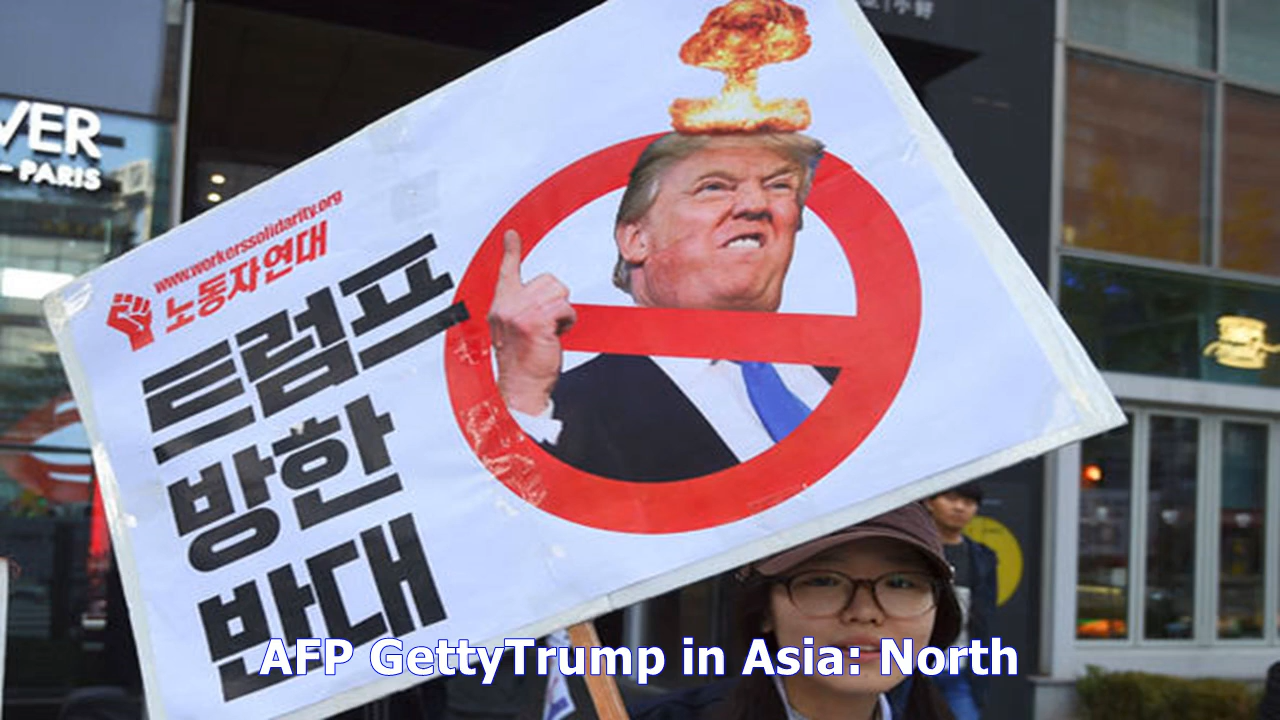 VER
- PARIS
www.workerssolidarity.org
노동자연대
트럼프
방한
반대
AFP GettyTrump in Asia: North